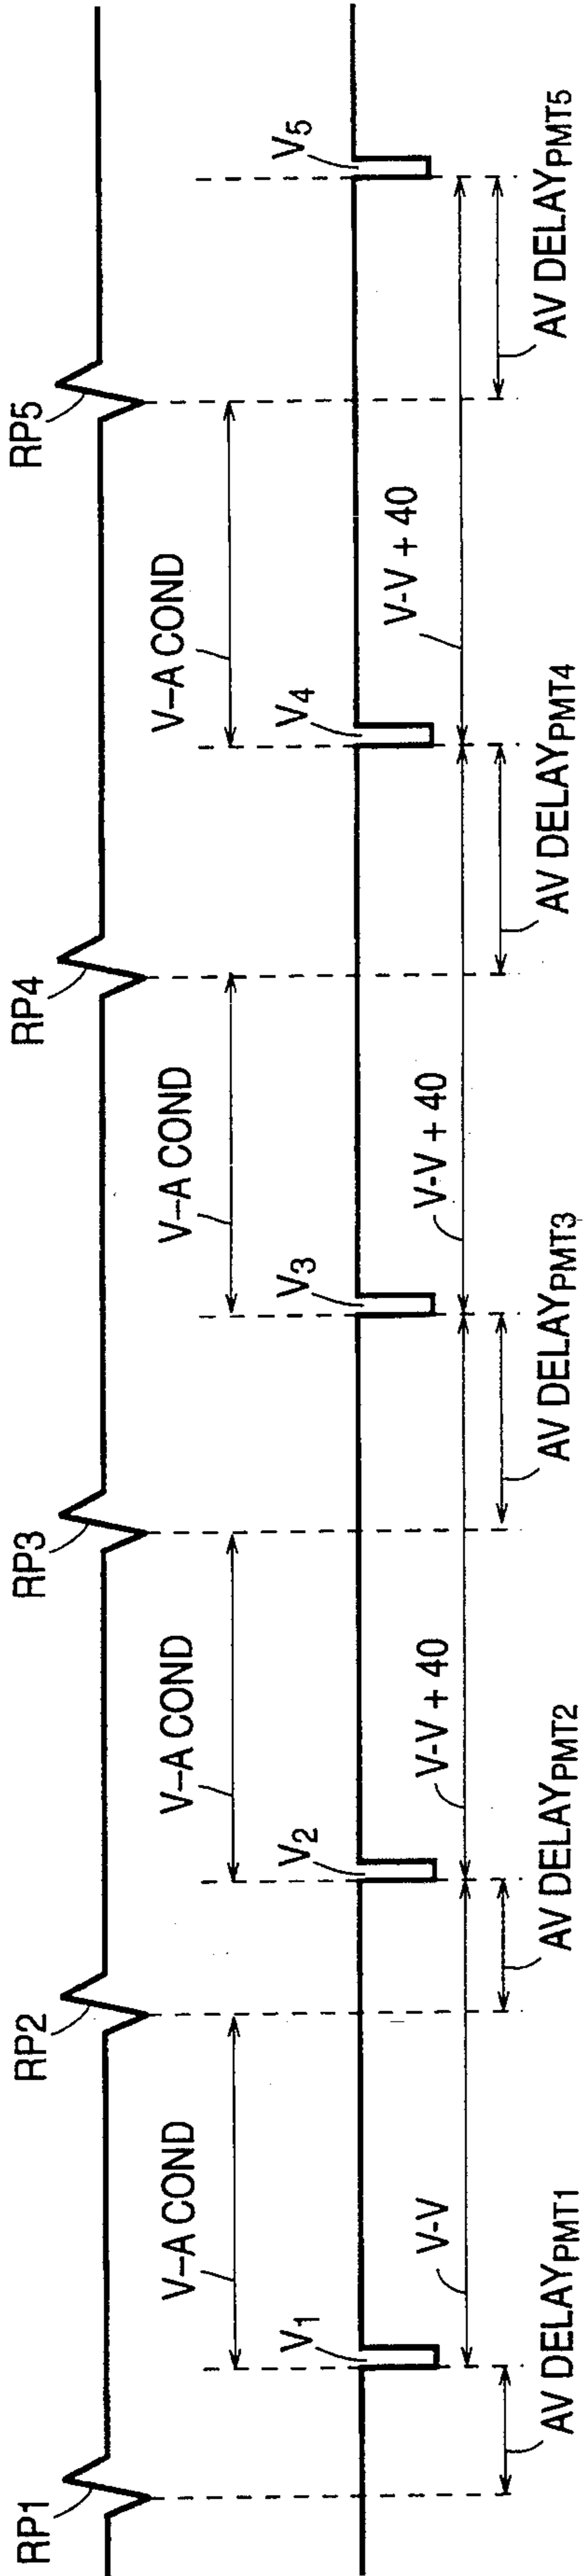 RP1 RP2 RP3 RP4 RP5
V–A COND V–A COND V–A COND V–A COND
V1 V2 V3 V4 V5
V-V V-V + 40 V-V + 40 V-V + 40
AV DELAYPMT1 AV DELAYPMT2 AV DELAYPMT3 AV DELAYPMT4 AV DELAYPMT5